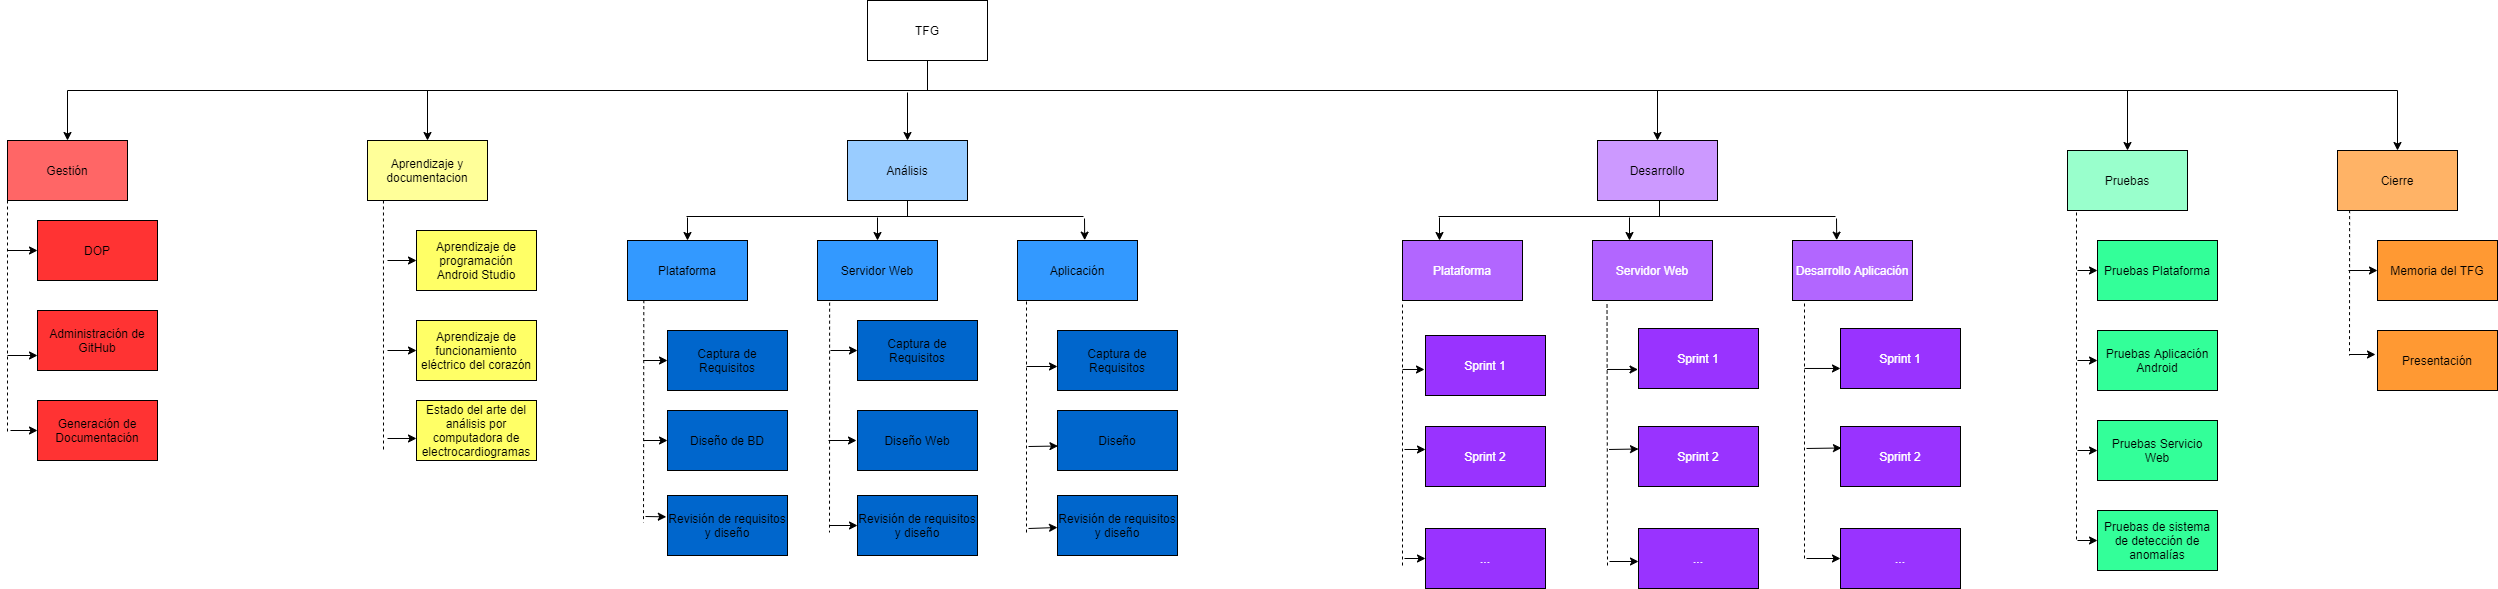 TFG
Gestión
DOP
Administración de
GitHub
Generación de
Documentación
Aprendizaje y
documentacion
Aprendizaje de
programación
Android Studio
Aprendizaje de
funcionamiento
eléctrico del corazón
Estado del arte del
análisis por
computadora de
electrocardiogramas
Análisis
Plataforma
Captura de
Requisitos
Diseño de BD
Revisión de requisitos
y diseño
Servidor Web
Captura de
Requisitos
Diseño Web
Revisión de requisitos
y diseño
Aplicación
Captura de
Requisitos
Diseño
Revisión de requisitos
y diseño
Desarrollo
Plataforma
Sprint 1
Sprint 2
...
Servidor Web
Sprint 1
Sprint 2
...
Desarrollo Aplicación
Sprint 1
Sprint 2
...
Pruebas
Pruebas Plataforma
Pruebas Aplicación
Android
Pruebas Servicio
Web
Pruebas de sistema
de detección de
anomalías
Cierre
Memoria del TFG
Presentación